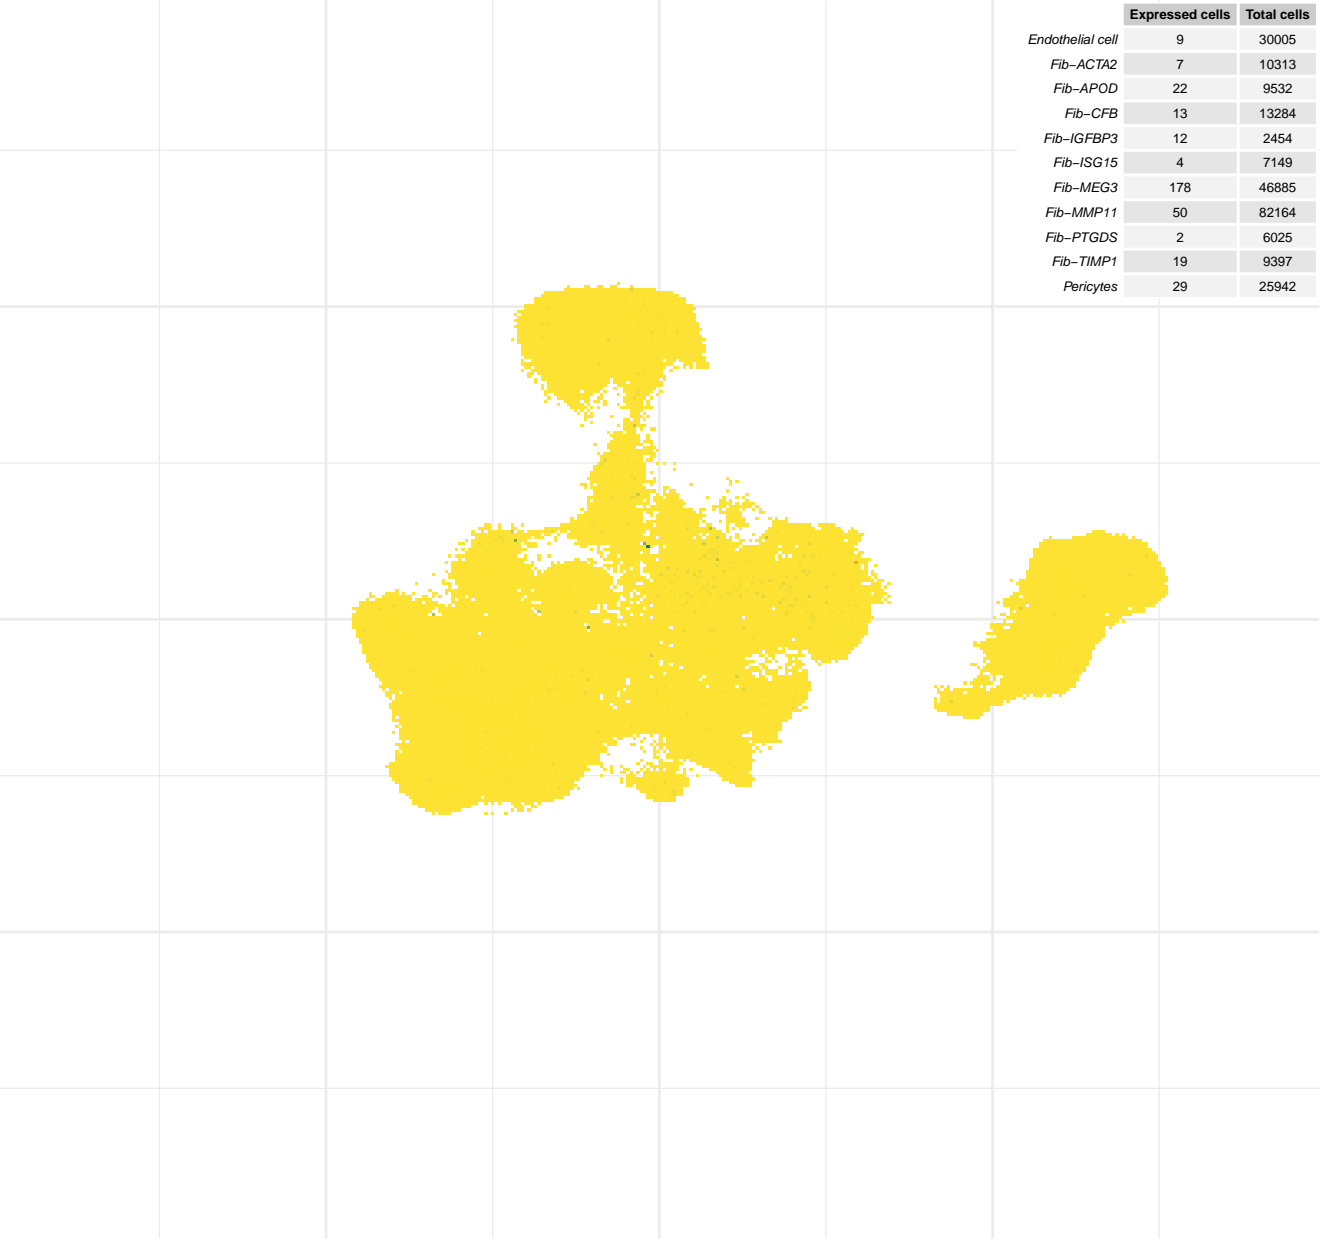 Expressed cells Total cells
Endothelial cell 9 30005
Fib−ACTA2 7 10313
Fib−APOD 22 9532
Fib−CFB 13 13284
Fib−IGFBP3 12 2454
Fib−ISG15 4 7149
Fib−MEG3 178 46885
Fib−MMP11 50 82164
Fib−PTGDS 2 6025
Fib−TIMP1 19 9397
Pericytes 29 25942